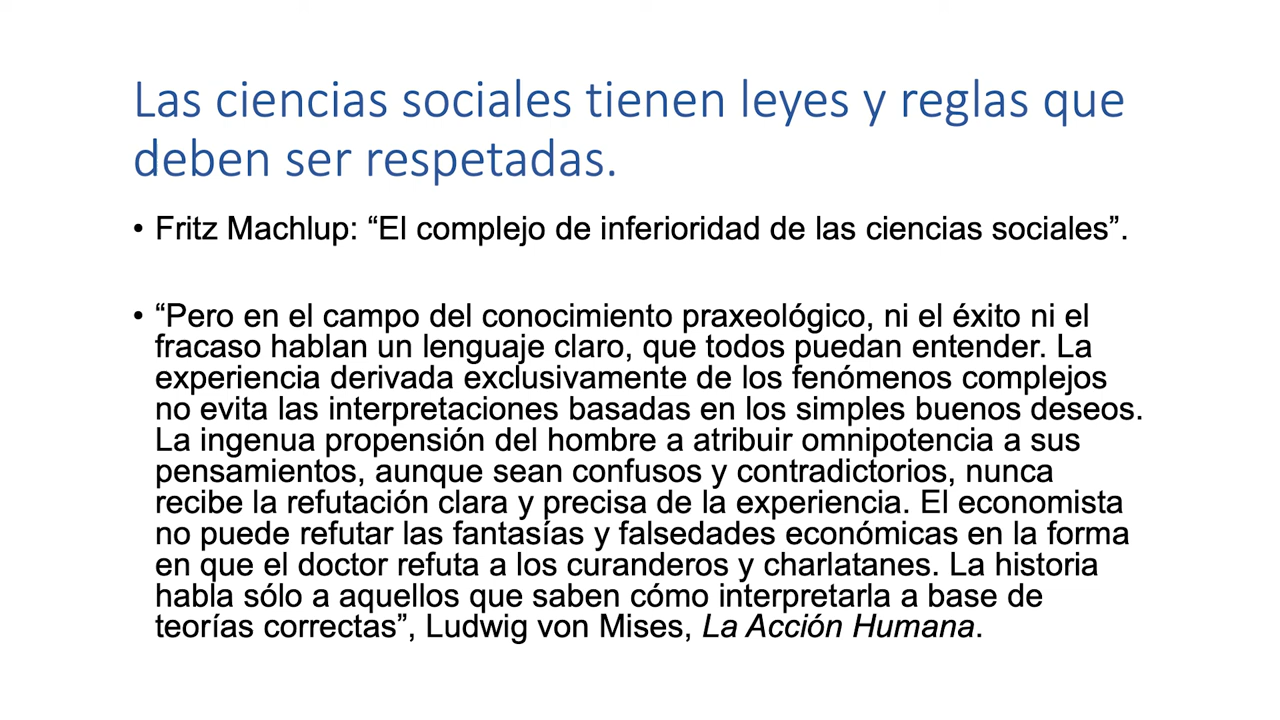 Las ciencias sociales tienen leyes y reglas que
deben ser respetadas.
• Fritz Machlup: “El complejo de inferioridad de las ciencias sociales”.
• “Pero en el campo del conocimiento praxeológico, ni el éxito ni el
fracaso hablan un lenguaje claro, que todos puedan entender. La
experiencia derivada exclusivamente de los fenómenos complejos
no evita las interpretaciones basadas en los simples buenos deseos.
La ingenua propensión del hombre a atribuir omnipotencia a sus
pensamientos, aunque sean confusos y contradictorios, nunca
recibe la refutación clara y precisa de la experiencia. El economista
no puede refutar las fantasías y falsedades económicas en la forma
en que el doctor refuta a los curanderos y charlatanes. La historia
habla sólo a aquellos que saben cómo interpretarla a base de
teorías correctas”, Ludwig von Mises, La Acción Humana.